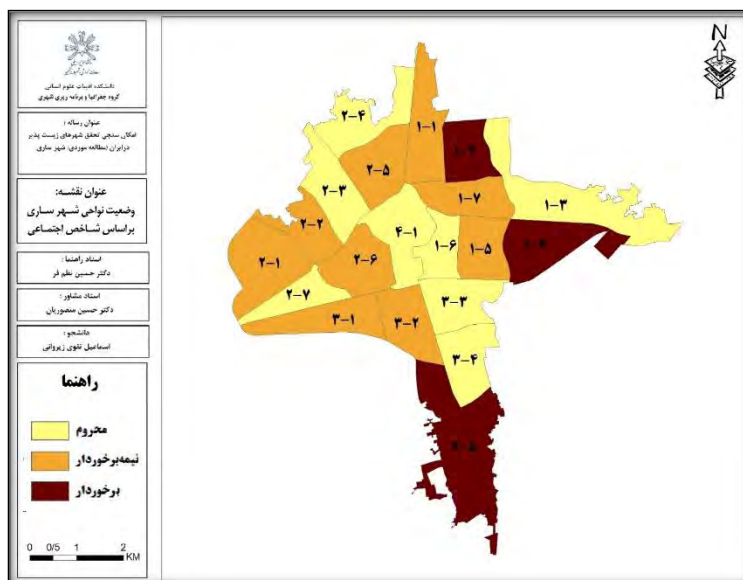 دانشکده ادبیات علوم انسانی
گروه جغرافیا و برنامه ریزی شهری
عنوان رساله :
امکان سنجی تحقق شهرهای زیست پذیر
درایران (مطالعه موردی: شهر ساری)
عنوان نقشه:
وضعیت نواحی شهر ساری
براساس شاخص اجتماعی
استاد راهنما :
دکتر حسین نظم فر
استاد مشاور :
دکتر حسین منصوریان
دانشجو :
اسماعیل تقوی زیروانی
راهنما
محروم
نیمه‌برخوردار
برخوردار
0 0/5 1 2
KM
N
۲-۴
۱-۱
۲-۵
۲-۳
۱-۷
۱-۳
۲-۲
۴-۱
۱-۶
۱-۵
۲-۱
۲-۶
۲-۷
۳-۳
۳-۱
۳-۲
۳-۴